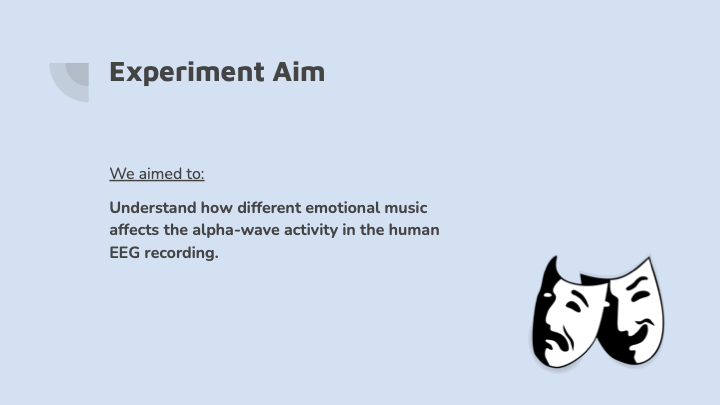 Experiment Aim
We aimed to:
Understand how different emotional music
affects the alpha-wave activity in the human
EEG recording.